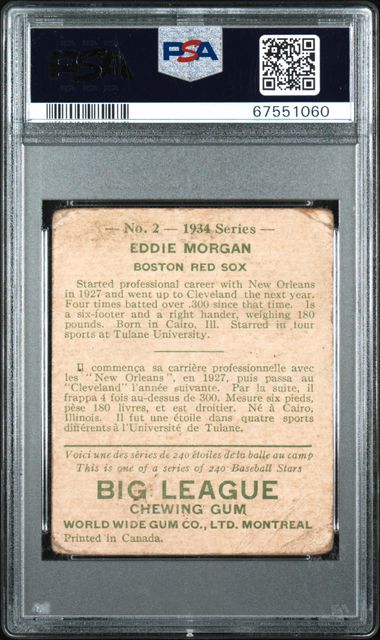 PSA
PSA
67551060
— No. 2 — 1934 Series —
EDDIE MORGAN
BOSTON RED SOX
Started professional career with New Orleans
in 1927 and went up to Cleveland the next year.
Four times batted over .300 since that time. Is
a six-footer and a right hander, weighing 180
pounds. Born in Cairo, Ill. Starred in four
sports at Tulane University.
Il commença sa carrière professionnelle avec
les "New Orleans", en 1927, puis passa au
"Cleveland" l'année suivante. Par la suite, il
frappa 4 fois au-dessus de 300. Mesure six pieds,
pèse 180 livres, et est droitier. Né à Cairo,
Illinois. Il fut une étoile dans quatre sports
différents à l'Université de Tulane.
Voici une des séries de 240 étoiles de la balle au camp
This is one of a series of 240 Baseball Stars
BIG LEAGUE
CHEWING GUM
WORLD WIDE GUM CO., LTD. MONTREAL
Printed in Canada.